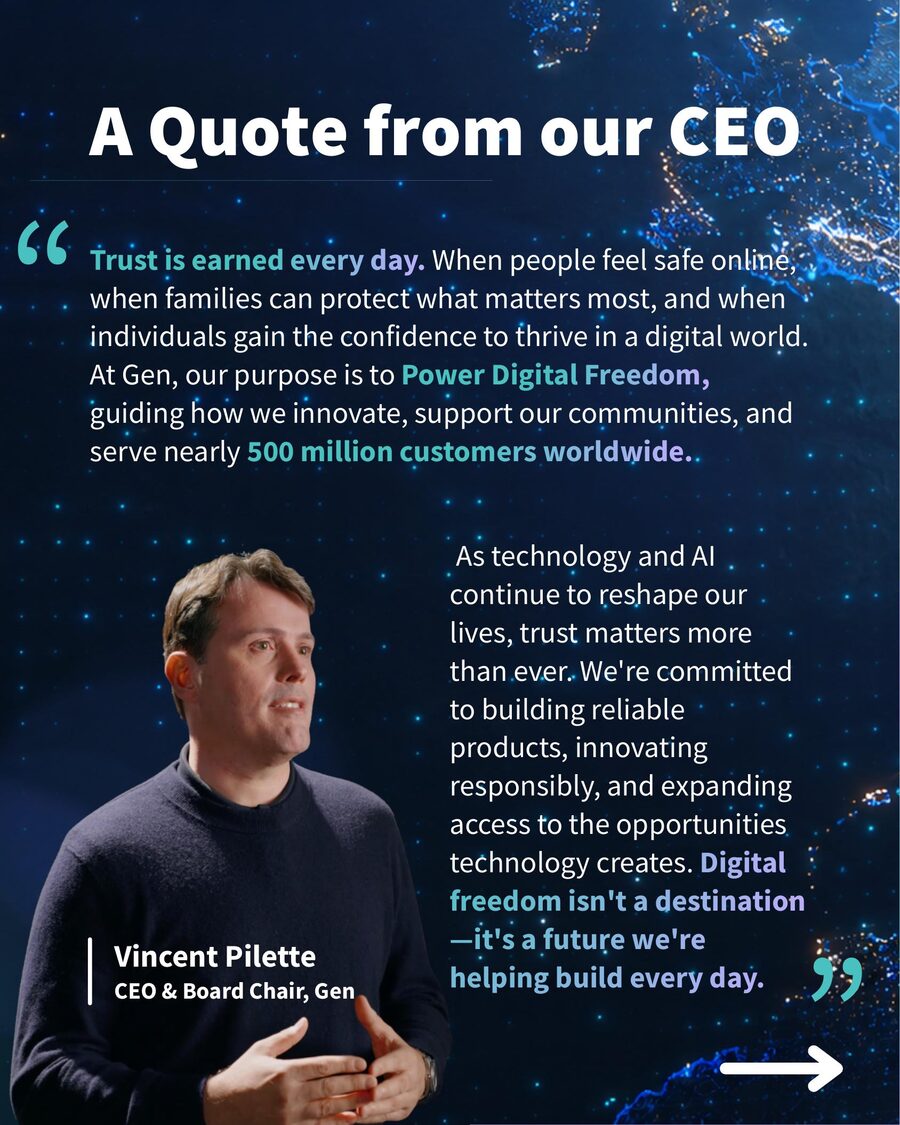 A Quote from our CEO
“
Trust is earned every day. When people feel safe online,
when families can protect what matters most, and when
individuals gain the confidence to thrive in a digital world.
At Gen, our purpose is to Power Digital Freedom,
guiding how we innovate, support our communities, and
serve nearly 500 million customers worldwide..
As technology and AI
continue to reshape our
lives, trust matters more
than ever. We're committed
to building reliable
products, innovating
responsibly, and expanding
access to the opportunities
technology creates. Digital
freedom isn't a destination
—it's a future we're
helping build every day.
”
Vincent Pilette
CEO & Board Chair, Gen